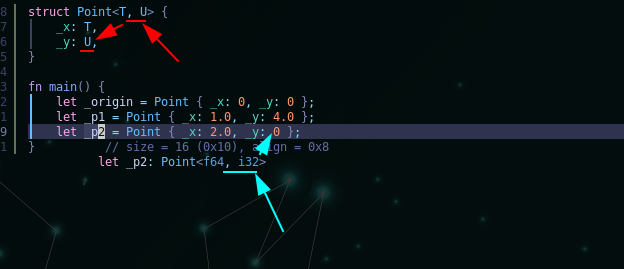 8 struct Point<T, U> {
7 _x: T,
6 _y: U,
5 }
4
3 fn main() {
2 let _origin = Point { _x: 0, _y: 0 };
1 let _p1 = Point { _x: 1.0, _y: 4.0 };
9 let _p2 = Point { _x: 2.0, _y: 0 };
1 } // size = 16 (0x10), align = 0x8
let _p2: Point<f64, i32>